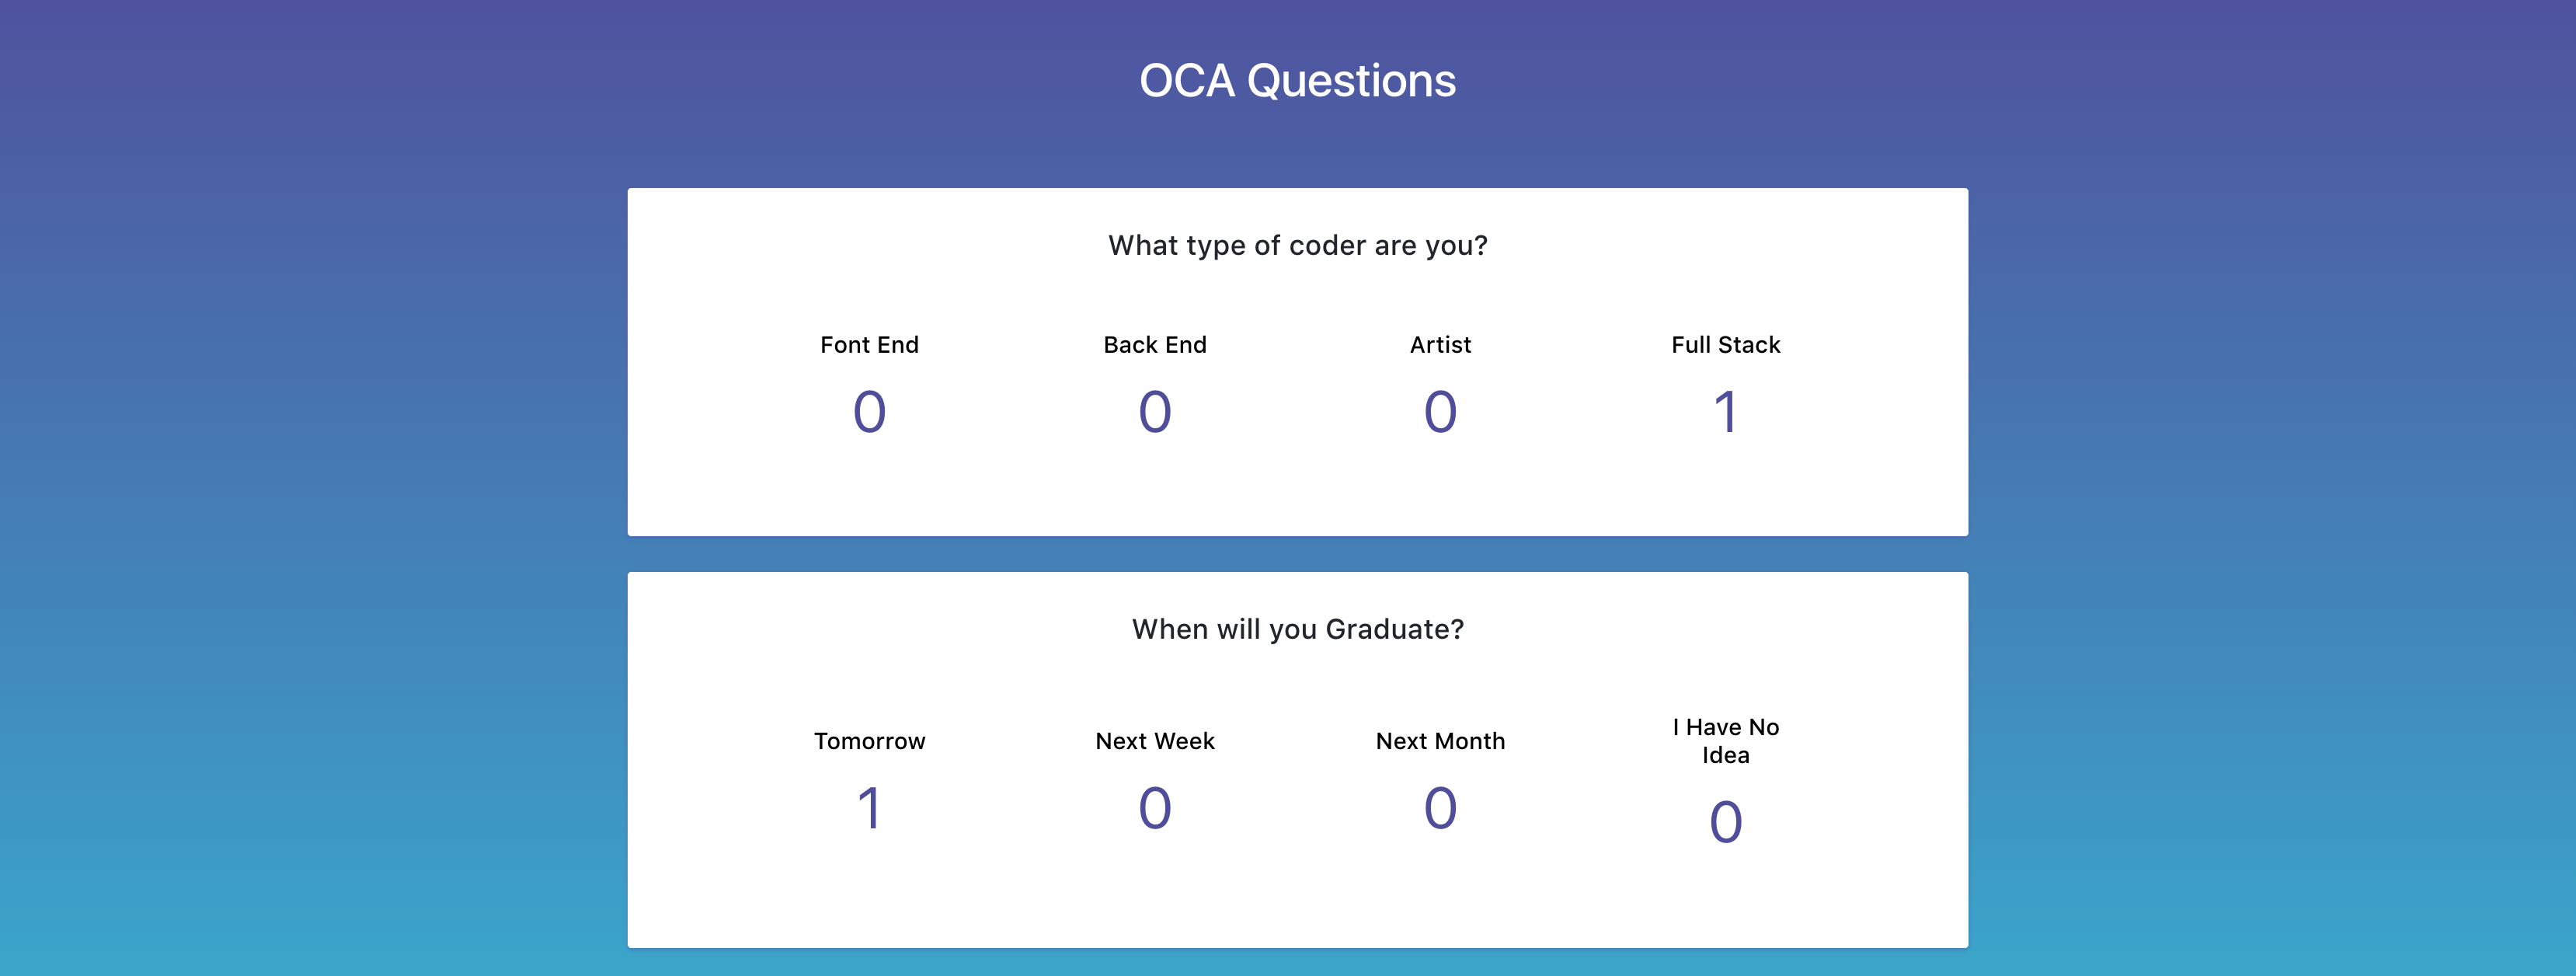 OCA Questions
What type of coder are you?
Font End Back End Artist Full Stack
0 0 0 1
When will you Graduate?
Tomorrow Next Week Next Month I Have No
Idea
1 0 0 0